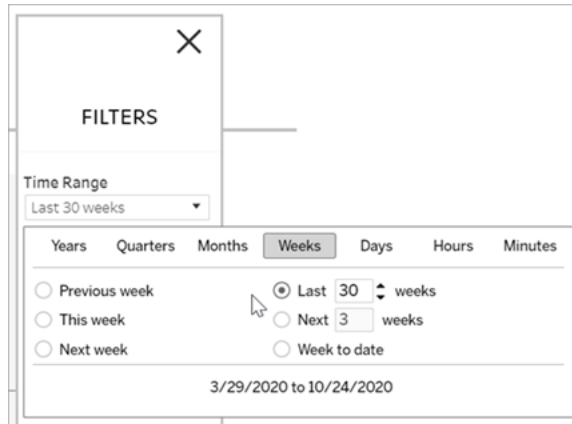 FILTERS
Time Range
Last 30 weeks
Years Quarters Months Weeks Days Hours Minutes
Previous week Last 30 weeks
This week Next 3 weeks
Next week Week to date
3/29/2020 to 10/24/2020